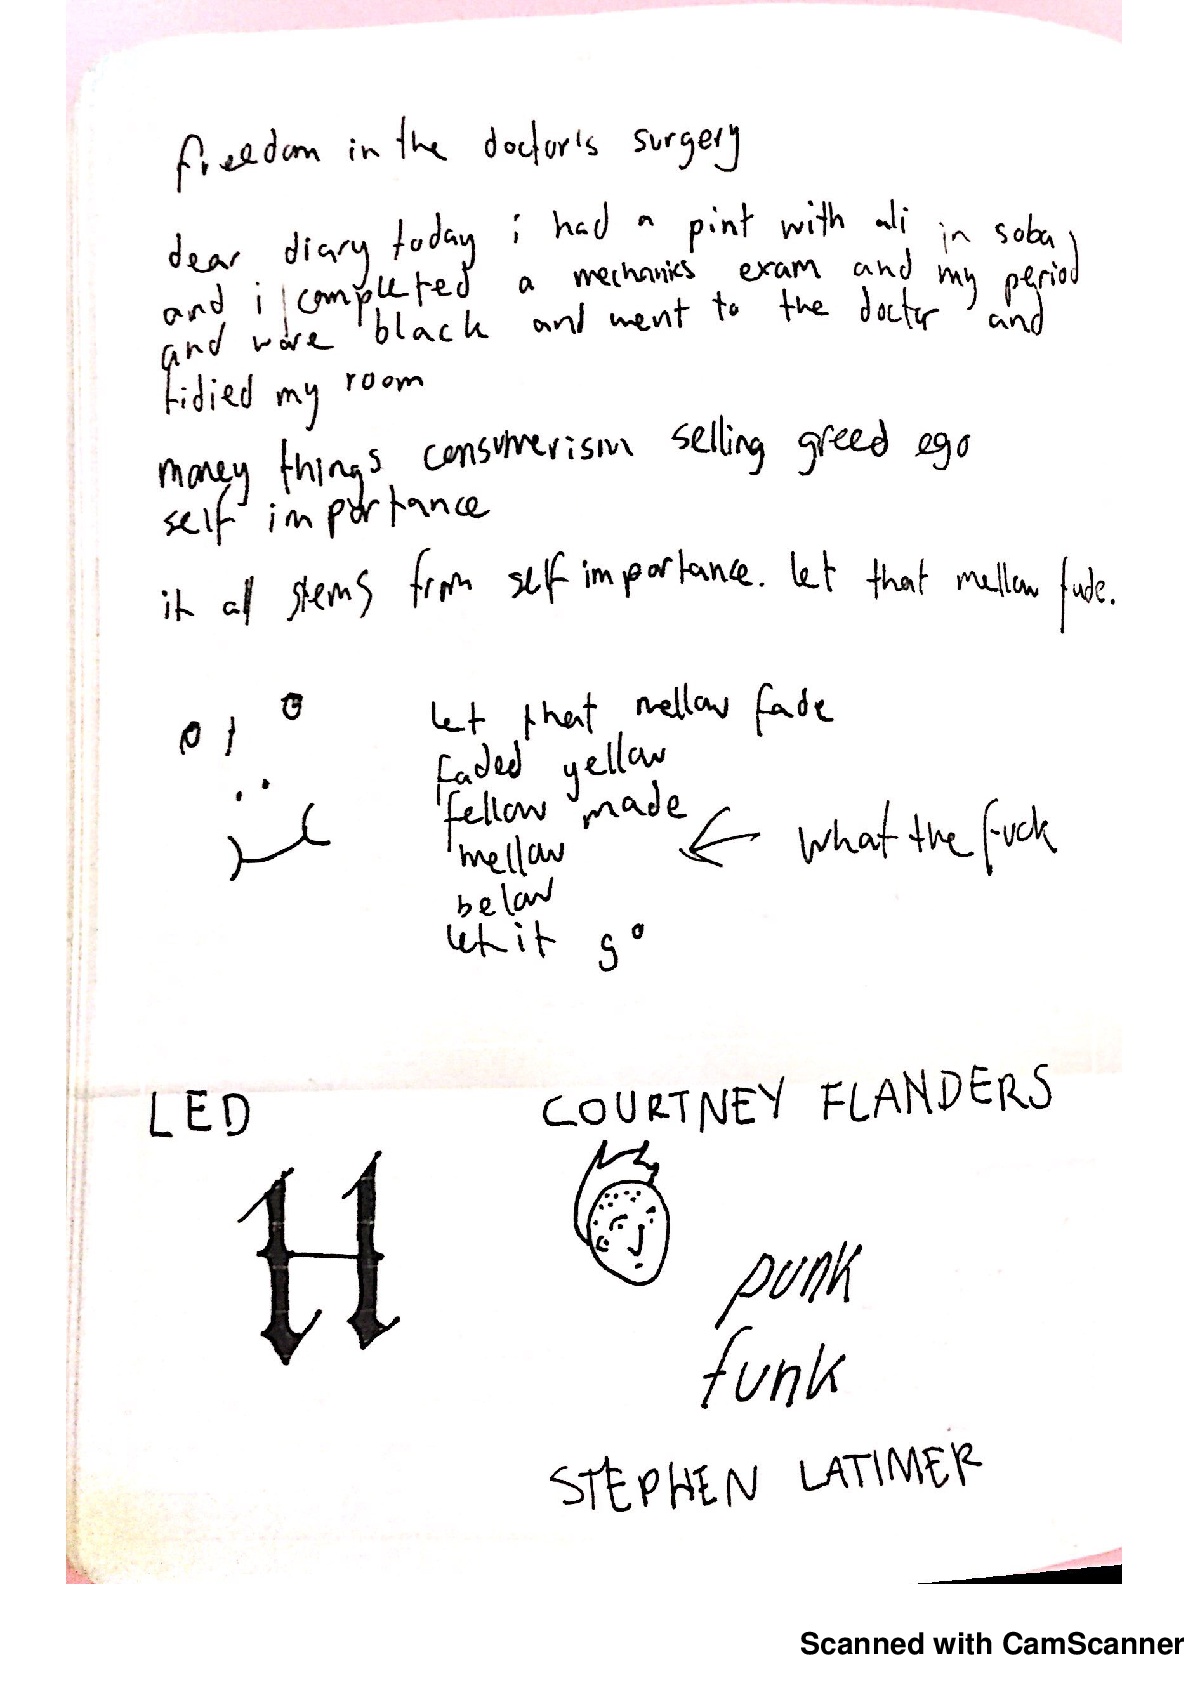 freedom in the doctor's surgery
dear diary today i had a pint with ali in soba,
and i completed a mechanics exam and my period
and wore black and went to the doctor and
tidied my room
money things consumerism selling greed ego
self importance
it all stems from self importance. let that mellow fade.
let that mellow fade
faded yellow
fellow made
mellow
below
let it go
what the fuck
LED
COURTNEY FLANDERS
H
punk
funk
STEPHEN LATIMER
Scanned with CamScanner